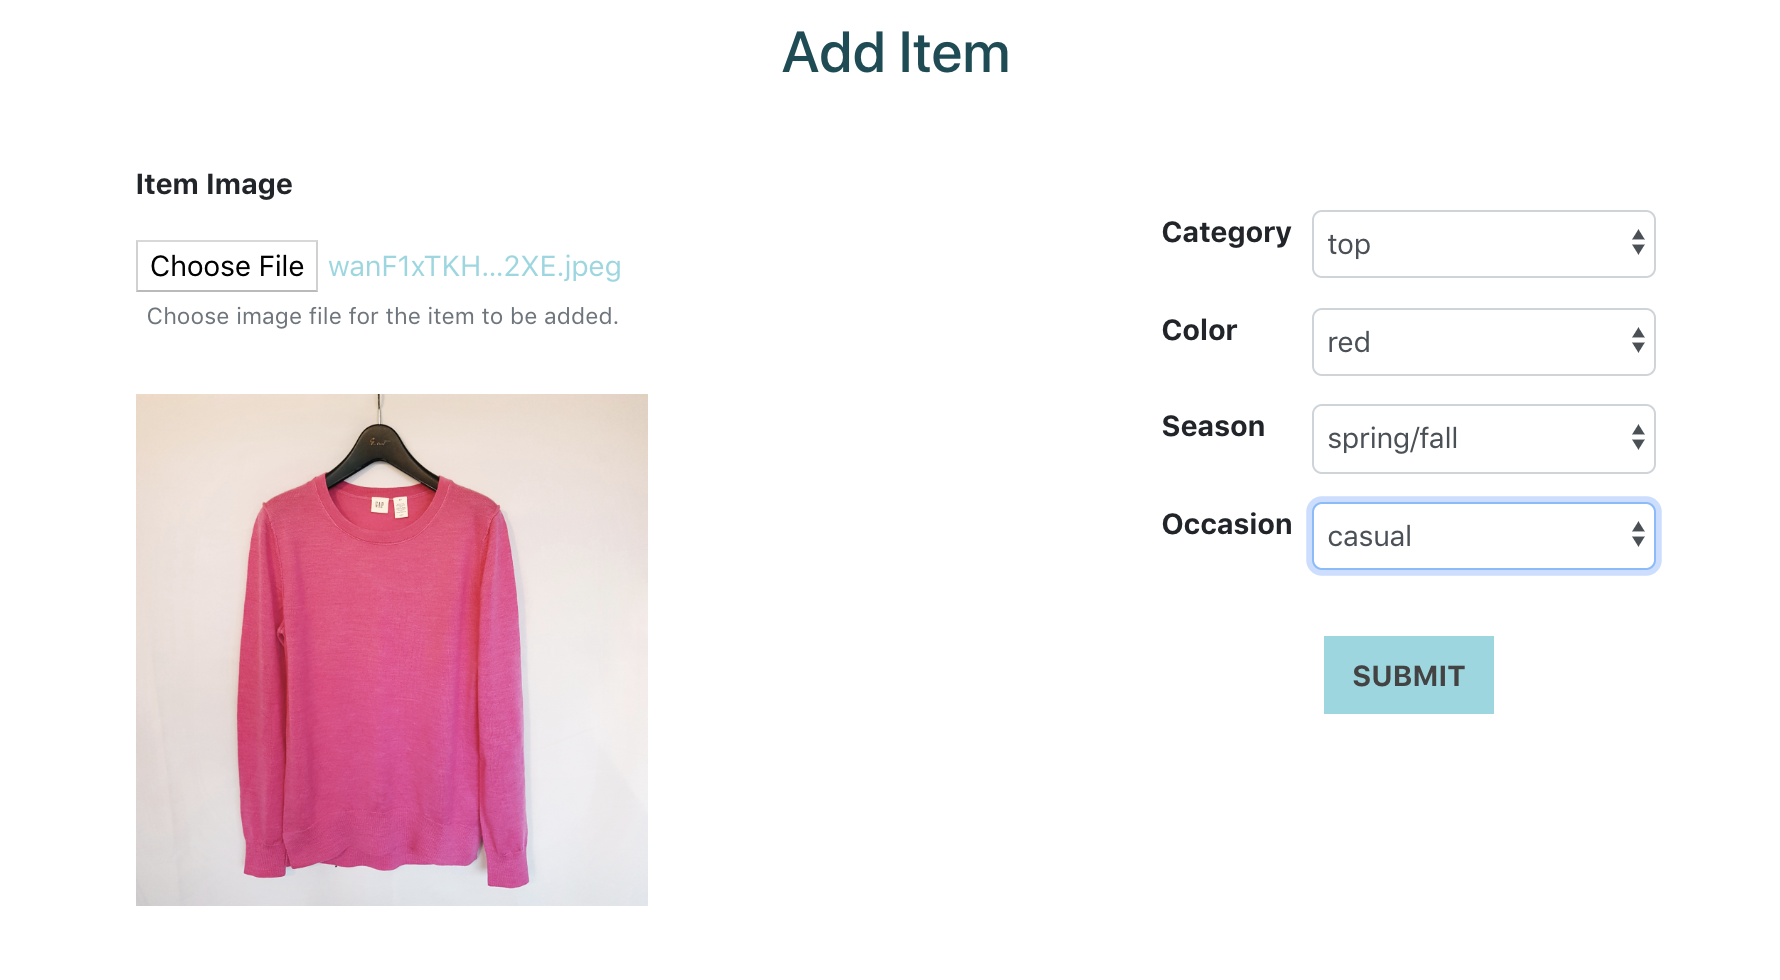 Add Item
Item Image
Choose File wanF1xTKH...2XE.jpeg
Choose image file for the item to be added.
Category top
Color red
Season spring/fall
Occasion casual
SUBMIT